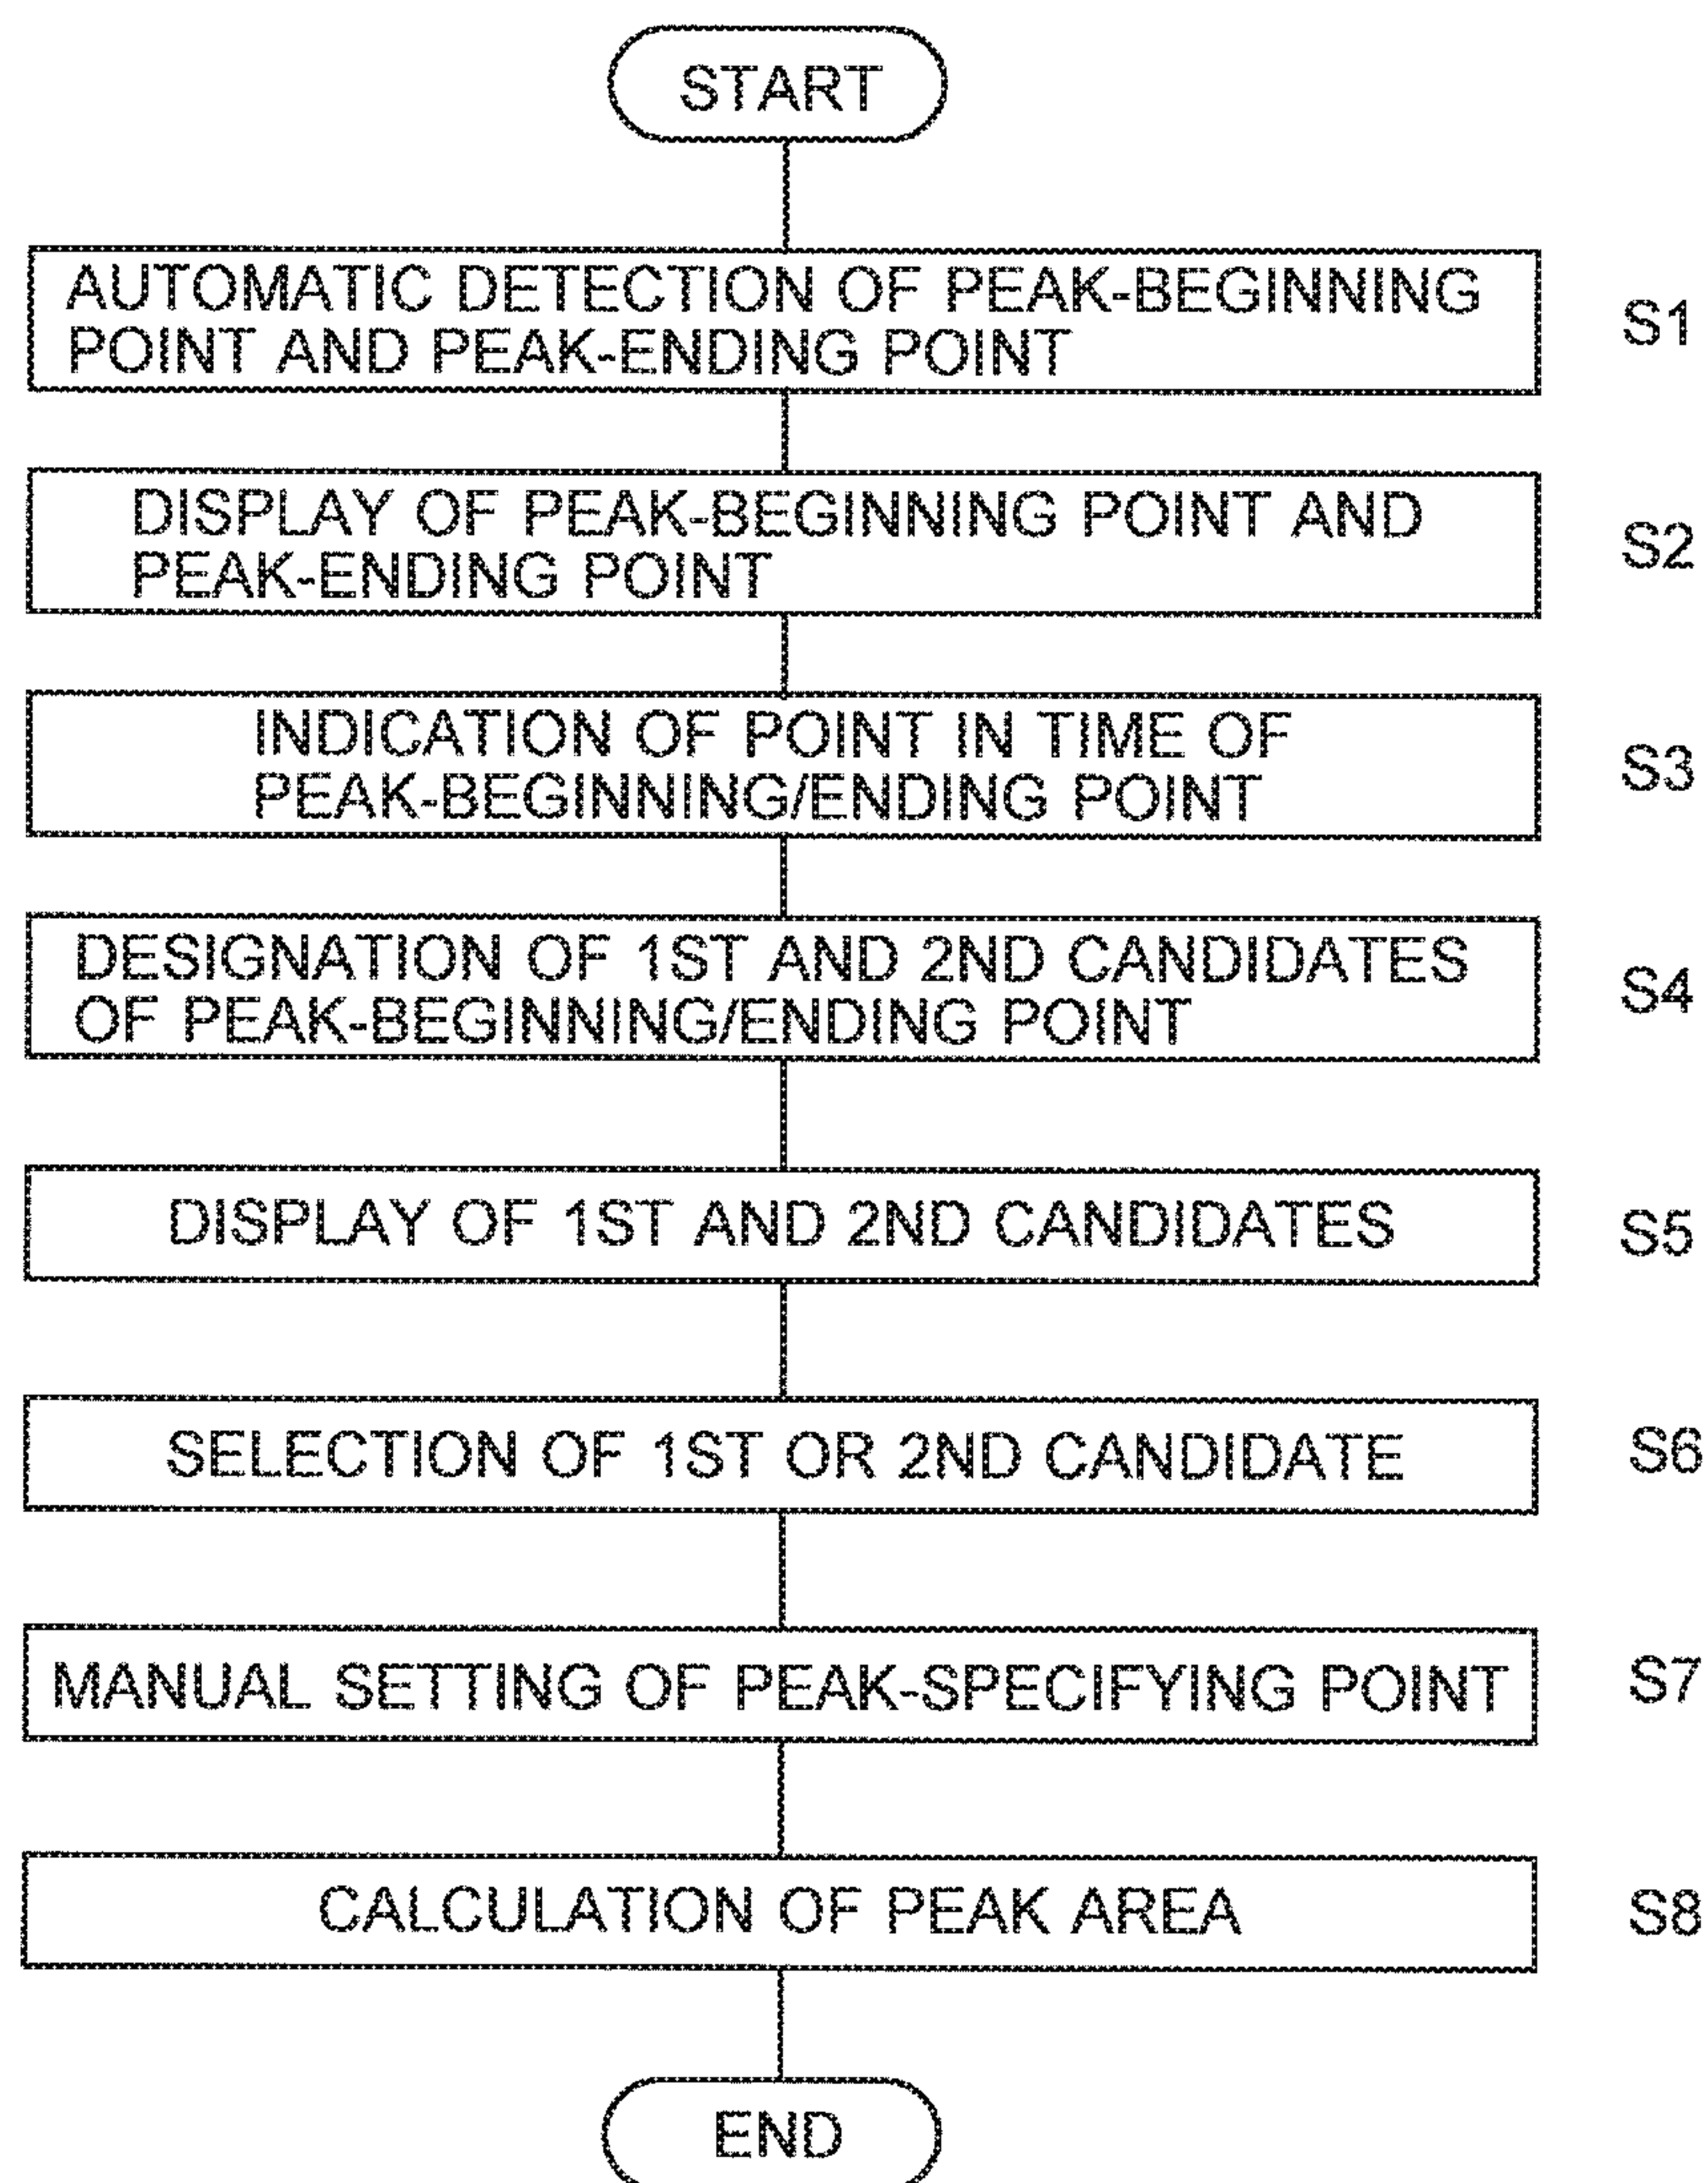 START
AUTOMATIC DETECTION OF PEAK-BEGINNING
POINT AND PEAK-ENDING POINT
S1
DISPLAY OF PEAK-BEGINNING POINT AND
PEAK-ENDING POINT
S2
INDICATION OF POINT IN TIME OF
PEAK-BEGINNING/ENDING POINT
S3
DESIGNATION OF 1ST AND 2ND CANDIDATES
OF PEAK-BEGINNING/ENDING POINT
S4
DISPLAY OF 1ST AND 2ND CANDIDATES
S5
SELECTION OF 1ST OR 2ND CANDIDATE
S6
MANUAL SETTING OF PEAK-SPECIFYING POINT
S7
CALCULATION OF PEAK AREA
S8
END